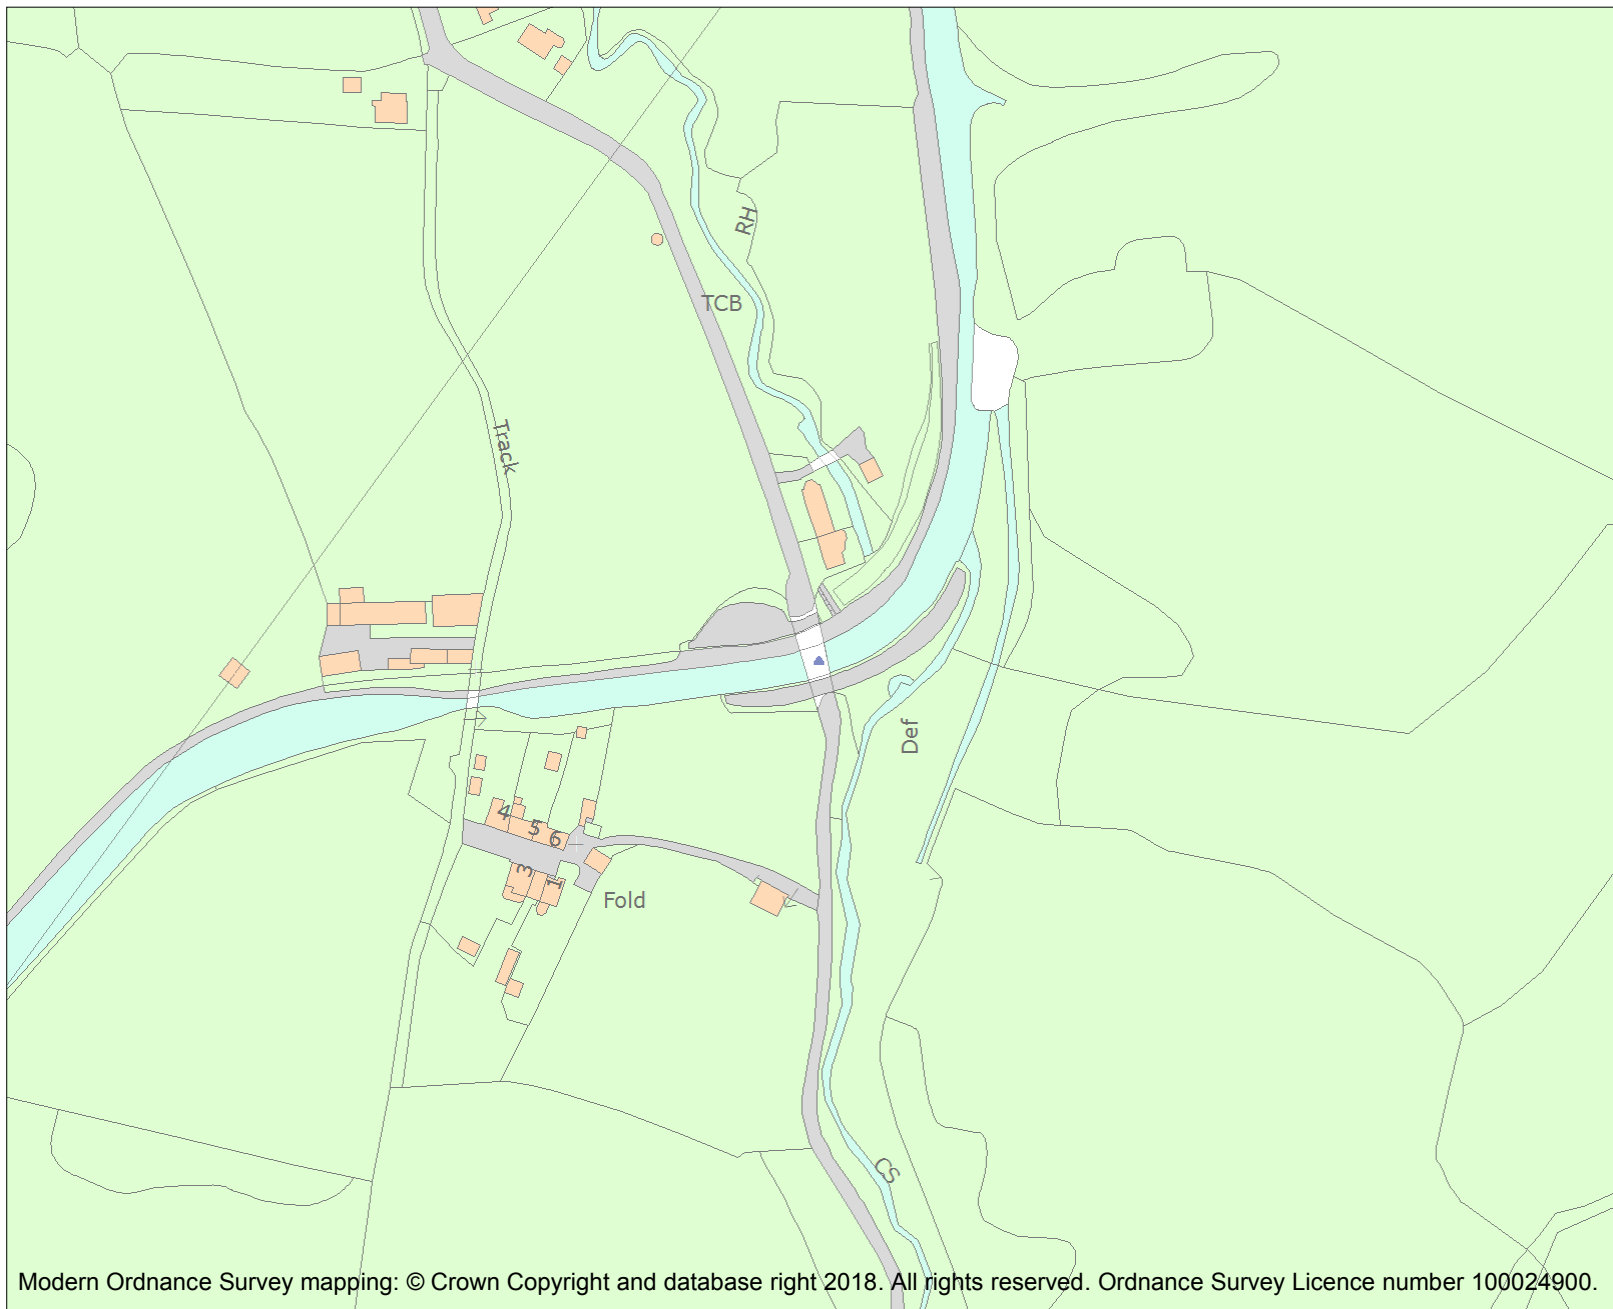 RH
TCB
Track
Def
4
5
6
3
1
Fold
CS
Modern Ordnance Survey mapping: © Crown Copyright and database right 2018. All rights reserved. Ordnance Survey Licence number 100024900.